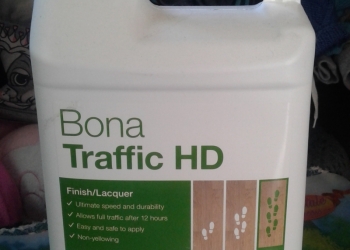 Bona
Traffic HD
Finish/Lacquer
✓ Ultimate speed and durability
✓ Allows full traffic after 12 hours
✓ Easy and safe to apply
✓ Non-yellowing